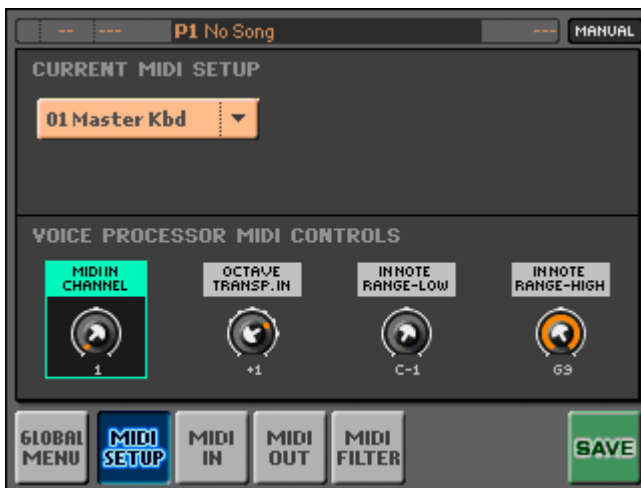 -- --- P1 No Song --- MANUAL
CURRENT MIDI SETUP
01 Master Kbd
VOICE PROCESSOR MIDI CONTROLS
MIDI IN CHANNEL
OCTAVE TRANSP. IN
IN NOTE RANGE-LOW
IN NOTE RANGE-HIGH
1 +1 C-1 G9
GLOBAL MENU
MIDI SETUP
MIDI IN
MIDI OUT
MIDI FILTER
SAVE